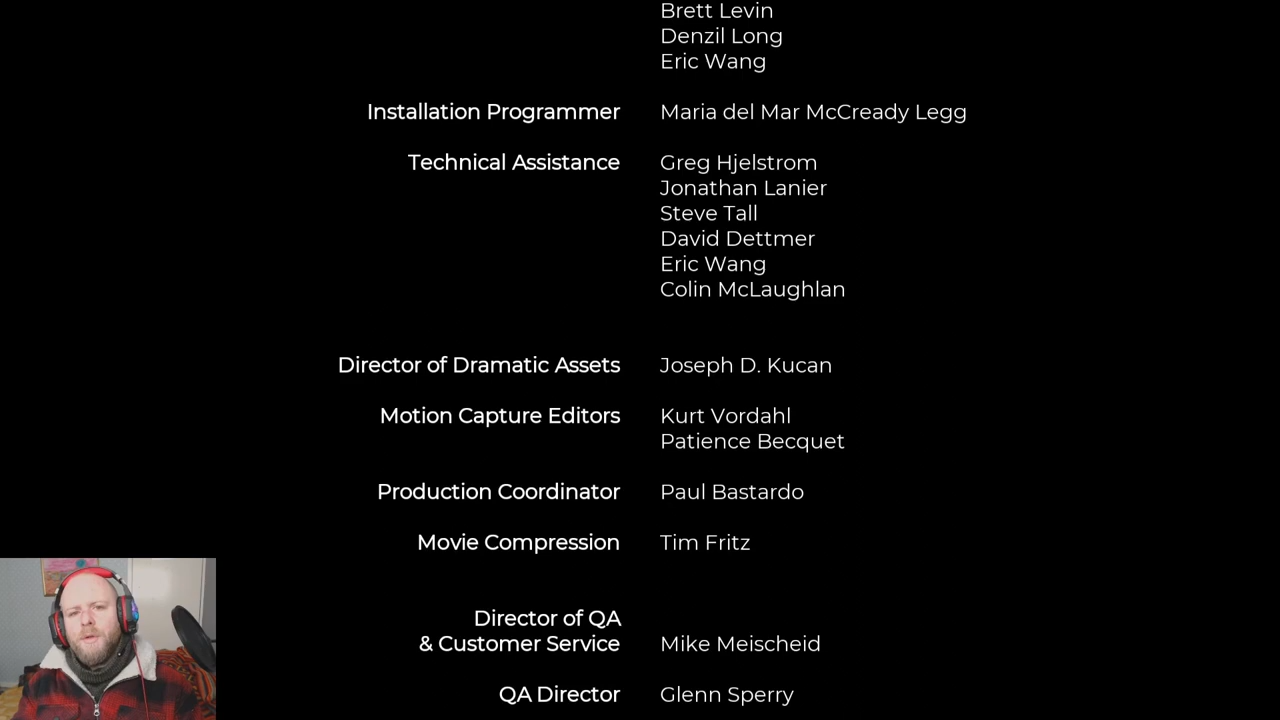 Brett Levin
Denzil Long
Eric Wang
Installation Programmer Maria del Mar McCready Legg
Technical Assistance Greg Hjelstrom
Jonathan Lanier
Steve Tall
David Dettmer
Eric Wang
Colin McLaughlan
Director of Dramatic Assets Joseph D. Kucan
Motion Capture Editors Kurt Vordahl
Patience Becquet
Production Coordinator Paul Bastardo
Movie Compression Tim Fritz
Director of QA
& Customer Service Mike Meischeid
QA Director Glenn Sperry